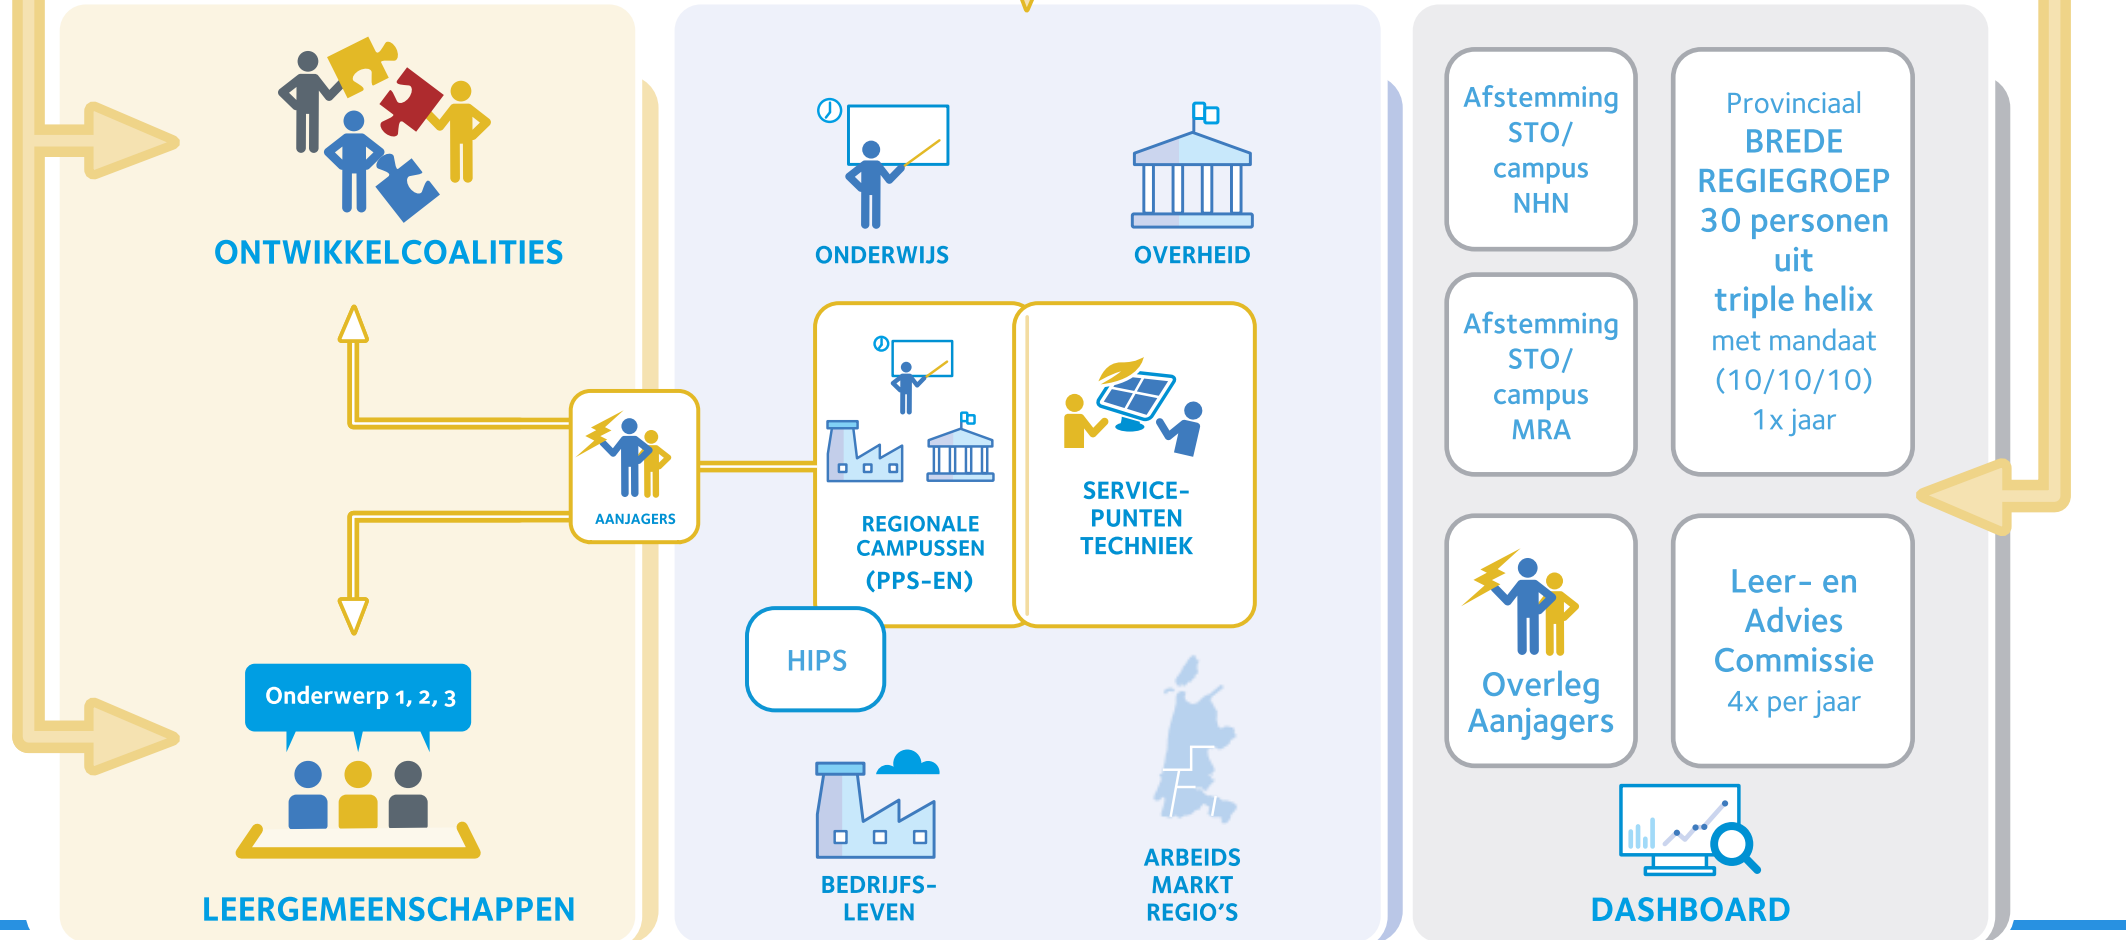 ONTWIKKELCOALITIES
AANJAGERS
Onderwerp 1, 2, 3
LEERGEMEENSCHAPPEN
ONDERWIJS
OVERHEID
REGIONALE
CAMPUSSEN
(PPS-EN)
SERVICE-
PUNTEN
TECHNIEK
HIPS
BEDRIJFS-
LEVEN
ARBEIDS
MARKT
REGIO'S
Afstemming
STO/
campus
NHN
Provinciaal
BREDE
REGIEGROEP
30 personen
uit
triple helix
met mandaat
(10/10/10)
1x jaar
Afstemming
STO/
campus
MRA
Overleg
Aanjagers
Leer- en
Advies
Commissie
4x per jaar
DASHBOARD